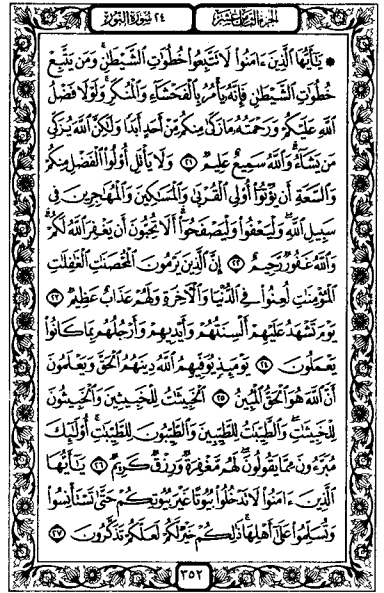 الجزء الثامن عشر ٢٤ سورة النور
۞ يَٰٓأَيُّهَا ٱلَّذِينَ ءَامَنُوا۟ لَا تَتَّبِعُوا۟ خُطُوَٰتِ ٱلشَّيْطَٰنِ ۚ وَمَن يَتَّبِعْ
خُطُوَٰتِ ٱلشَّيْطَٰنِ فَإِنَّهُۥ يَأْمُرُ بِٱلْفَحْشَآءِ وَٱلْمُنكَرِ ۚ وَلَوْلَا فَضْلُ
ٱللَّهِ عَلَيْكُمْ وَرَحْمَتُهُۥ مَا زَكَىٰ مِنكُم مِّنْ أَحَدٍ أَبَدًا وَلَٰكِنَّ ٱللَّهَ يُزَكِّى
مَن يَشَآءُ ۗ وَٱللَّهُ سَمِيعٌ عَلِيمٌ ٢١ وَلَا يَأْتَلِ أُو۟لُوا۟ ٱلْفَضْلِ مِنكُمْ
وَٱلسَّعَةِ أَن يُؤْتُوٓا۟ أُو۟لِى ٱلْقُرْبَىٰ وَٱلْمَسَٰكِينَ وَٱلْمُهَٰجِرِينَ فِى
سَبِيلِ ٱللَّهِ ۖ وَلْيَعْفُوا۟ وَلْيَصْفَحُوٓا۟ ۗ أَلَا تُحِبُّونَ أَن يَغْفِرَ ٱللَّهُ لَكُمْ ۗ
وَٱللَّهُ غَفُورٌ رَّحِيمٌ ٢٢ إِنَّ ٱلَّذِينَ يَرْمُونَ ٱلْمُحْصَنَٰتِ ٱلْغَٰفِلَٰتِ
ٱلْمُؤْمِنَٰتِ لُعِنُوا۟ فِى ٱلدُّنْيَا وَٱلْءَاخِرَةِ وَلَهُمْ عَذَابٌ عَظِيمٌ ٢٣
يَوْمَ تَشْهَدُ عَلَيْهِمْ أَلْسِنَتُهُمْ وَأَيْدِيهِمْ وَأَرْجُلُهُم بِمَا كَانُوا۟
يَعْمَلُونَ ٢٤ يَوْمَئِذٍ يُوَفِّيهِمُ ٱللَّهُ دِينَهُمُ ٱلْحَقَّ وَيَعْلَمُونَ
أَنَّ ٱللَّهَ هُوَ ٱلْحَقُّ ٱلْمُبِينُ ٢٥ ٱلْخَبِيثَٰتُ لِلْخَبِيثِينَ وَٱلْخَبِيثُونَ
لِلْخَبِيثَٰتِ ۖ وَٱلطَّيِّبَٰتُ لِلطَّيِّبِينَ وَٱلطَّيِّبُونَ لِلطَّيِّبَٰتِ ۚ أُو۟لَٰٓئِكَ
مُبَرَّءُونَ مِمَّا يَقُولُونَ ۖ لَهُم مَّغْفِرَةٌ وَرِزْقٌ كَرِيمٌ ٢٦ يَٰٓأَيُّهَا
ٱلَّذِينَ ءَامَنُوا۟ لَا تَدْخُلُوا۟ بُيُوتًا غَيْرَ بُيُوتِكُمْ حَتَّىٰ تَسْتَأْنِسُوا۟
وَتُسَلِّمُوا۟ عَلَىٰٓ أَهْلِهَا ۚ ذَٰلِكُمْ خَيْرٌ لَّكُمْ لَعَلَّكُمْ تَذَكَّرُونَ ٢٧
٣٥٢